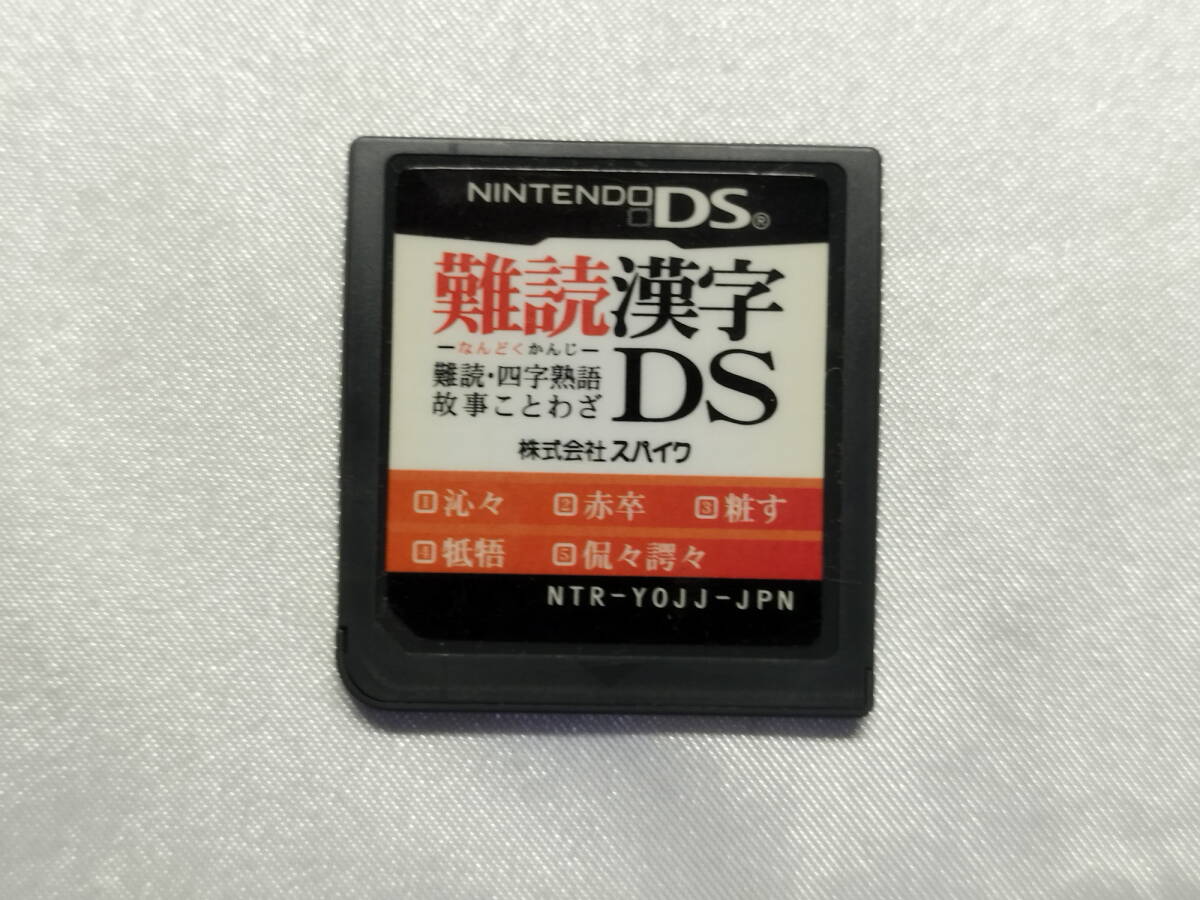 NINTENDO DS®
難読漢字
ーなんどくかんじー
DS
難読・四字熟語
故事ことわざ
株式会社スパイク
1 沁々 2 赤卒 3 粧す
4 牴牾 5 侃々諤々
NTR-YOJJ-JPN